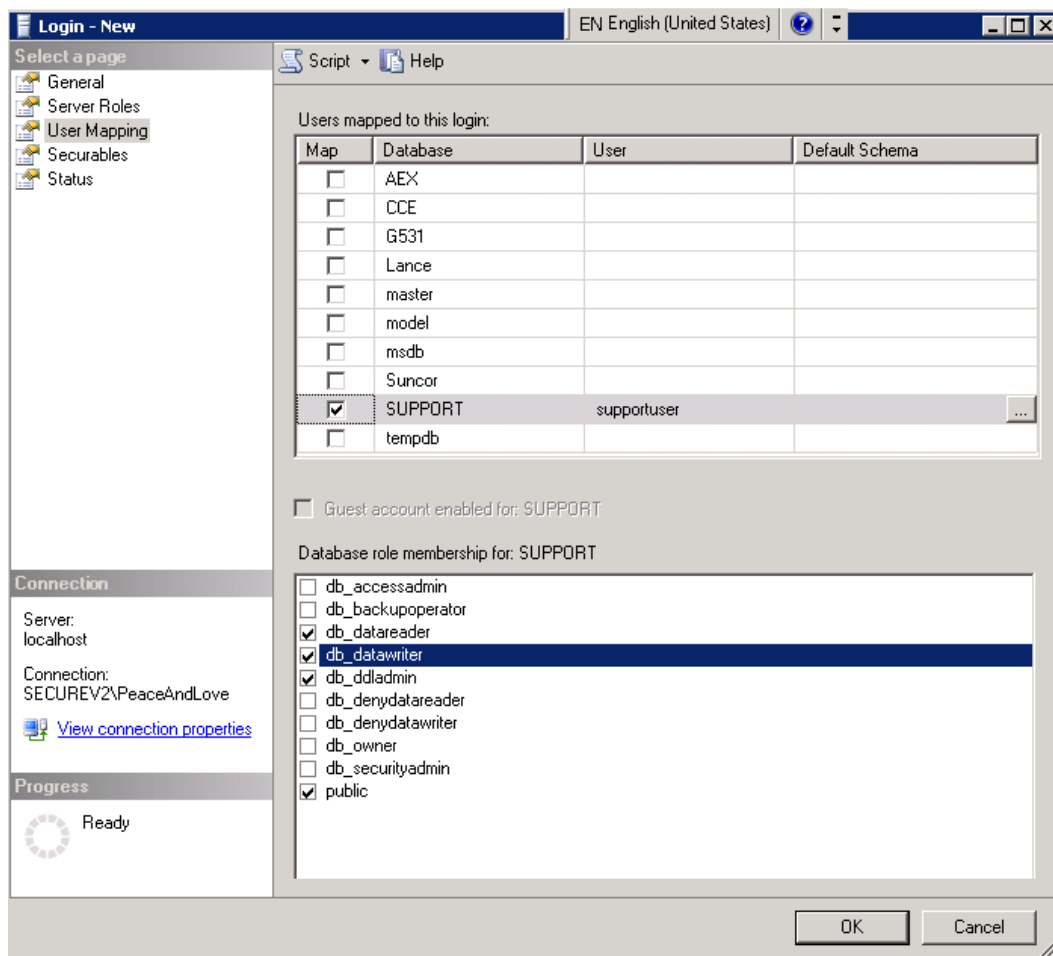 Login - New
EN English (United States)
Select a page
General
Server Roles
User Mapping
Securables
Status
Script
Help
Users mapped to this login:
Map Database User Default Schema
AEX
CCE
G531
Lance
master
model
msdb
Suncor
SUPPORT supportuser ...
tempdb
Guest account enabled for: SUPPORT
Database role membership for: SUPPORT
db_accessadmin
db_backupoperator
db_datareader
db_datawriter
db_ddladmin
db_denydatareader
db_denydatawriter
db_owner
db_securityadmin
public
Connection
Server:
localhost
Connection:
SECUREV2\PeaceAndLove
View connection properties
Progress
Ready
OK
Cancel